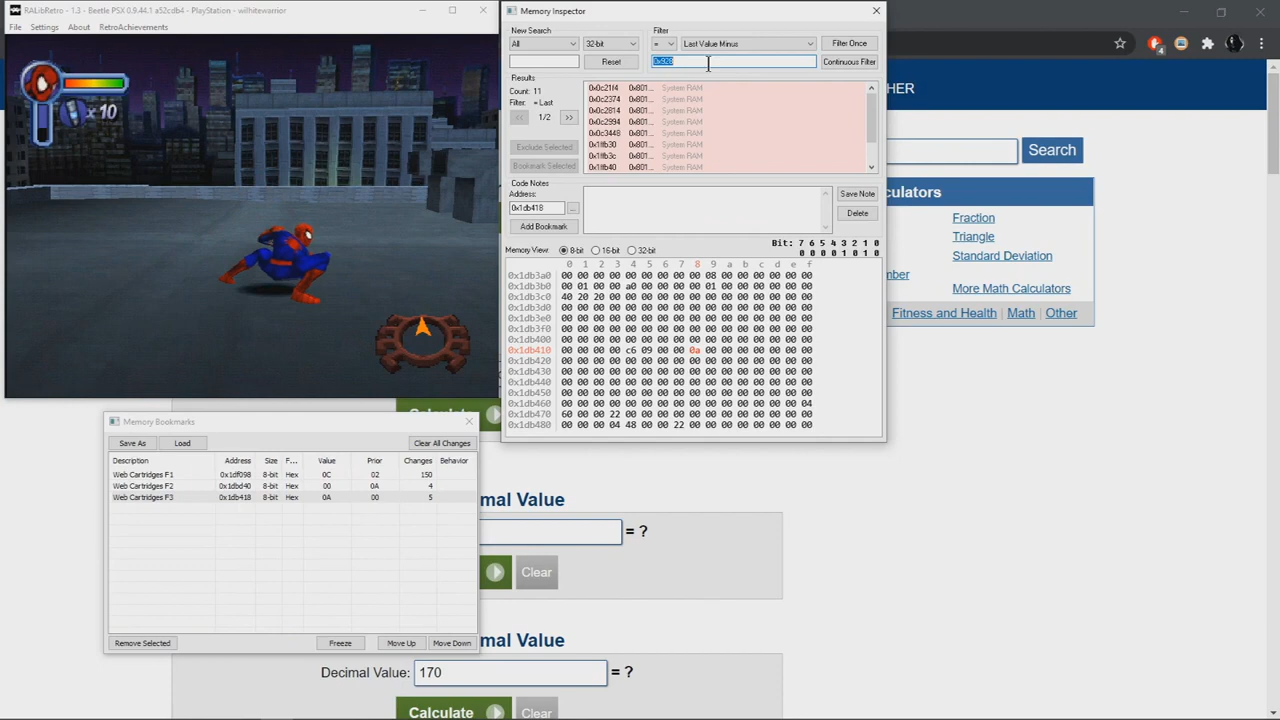 RALibRetro - 1.3 - Beetle PSX 0.9.44.1 a52cdb4 - PlayStation - wilhitewarrior
File Settings About RetroAchievements
x 10
Memory Inspector
New Search
Filter
All
32-bit
=
Last Value Minus
Filter Once
Reset
Continuous Filter
Results
Count: 11
Filter: = Last
<< 1/2 >>
Exclude Selected
Bookmark Selected
0x0c21f4 0x801... System RAM
0x0c2374 0x801... System RAM
0x0c2814 0x801... System RAM
0x0c2994 0x801... System RAM
0x0c3448 0x801... System RAM
0x1ffb30 0x801... System RAM
0x1ffb3c 0x801... System RAM
0x1ffb40 0x801... System RAM
Code Notes
Address:
0x1db418 ...
Add Bookmark
Save Note
Delete
Bit: 7 6 5 4 3 2 1 0
0 0 0 0 1 0 1 0
Memory View: 8-bit 16-bit 32-bit
0 1 2 3 4 5 6 7 8 9 a b c d e f
0x1db3a0 00 00 00 00 00 00 00 00 08 00 00 00 00 00 00
0x1db3b0 00 01 00 00 a0 00 00 00 00 01 00 00 00 00 00
0x1db3c0 40 20 20 00 00 00 00 00 00 00 00 00 00 00 00
0x1db3d0 00 00 00 00 00 00 00 00 00 00 00 00 00 00 00
0x1db3e0 00 00 00 00 00 00 00 00 00 00 00 00 00 00 00
0x1db3f0 00 00 00 00 00 00 00 00 00 00 00 00 00 00 00
0x1db400 00 00 00 00 00 00 00 00 00 00 00 00 00 00 00
0x1db410 00 00 00 00 c6 09 00 00 0a 00 00 00 00 00 00
0x1db420 00 00 00 00 00 00 00 00 00 00 00 00 00 00 00
0x1db430 00 00 00 00 00 00 00 00 00 00 00 00 00 00 00
0x1db440 00 00 00 00 00 00 00 00 00 00 00 00 00 00 00
0x1db450 00 00 00 00 00 00 00 00 00 00 00 00 00 00 00
0x1db460 00 00 00 00 00 00 00 00 00 00 00 00 00 00 04
0x1db470 60 00 00 22 00 00 00 00 00 00 00 00 00 00 00
0x1db480 00 00 00 04 48 00 00 22 00 00 00 00 00 00 00
Memory Bookmarks
Save As Load Clear All Changes
Description Address Size F... Value Prior Changes Behavior
Web Cartridges F1 0x1df098 8-bit Hex 0C 02 150
Web Cartridges F2 0x1dbd40 8-bit Hex 00 0A 4
Web Cartridges F3 0x1db418 8-bit Hex 0A 00 5
Remove Selected Freeze Move Up Move Down
HER
Search
culators
Fraction
Triangle
Standard Deviation
mber
More Math Calculators
Fitness and Health | Math | Other
Calculate
mal Value
= ?
Clear
mal Value
Decimal Value: 170 = ?
Calculate
Clear